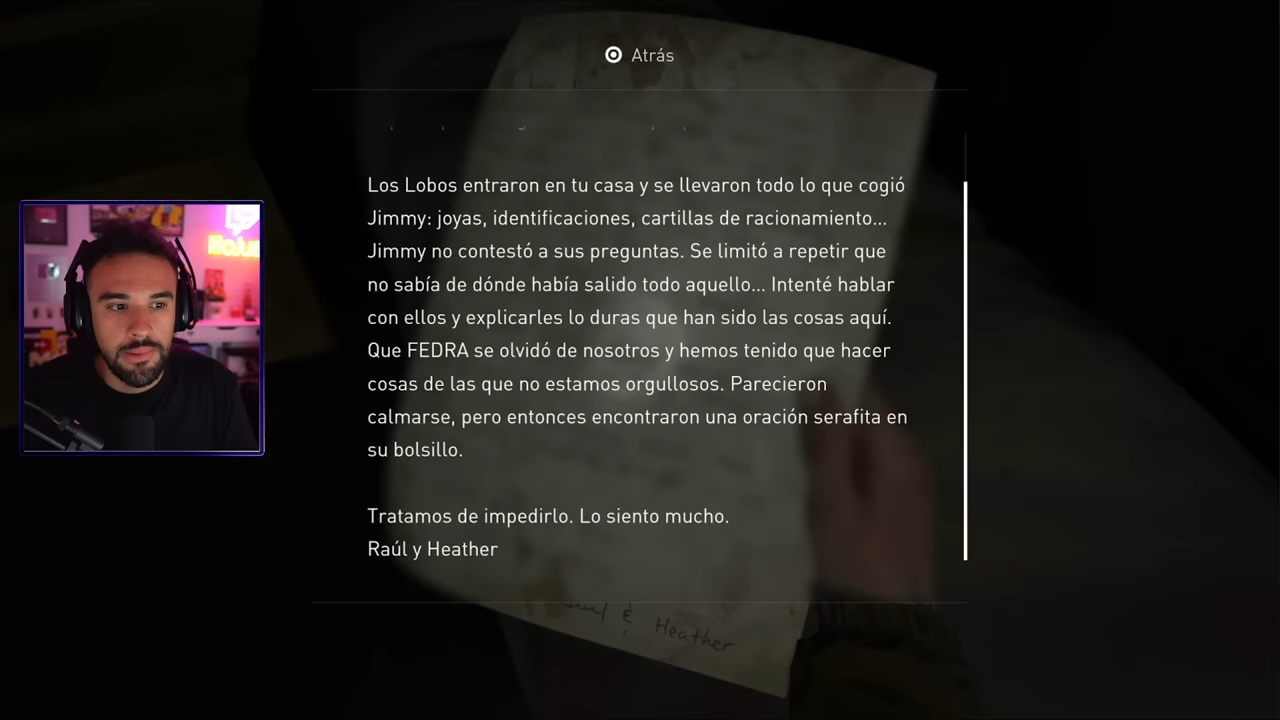 Atrás
Los Lobos entraron en tu casa y se llevaron todo lo que cogió
Jimmy: joyas, identificaciones, cartillas de racionamiento...
Jimmy no contestó a sus preguntas. Se limitó a repetir que
no sabía de dónde había salido todo aquello... Intenté hablar
con ellos y explicarles lo duras que han sido las cosas aquí.
Que FEDRA se olvidó de nosotros y hemos tenido que hacer
cosas de las que no estamos orgullosos. Parecieron
calmarse, pero entonces encontraron una oración serafita en
su bolsillo.
Tratamos de impedirlo. Lo siento mucho.
Raúl y Heather
& Heather